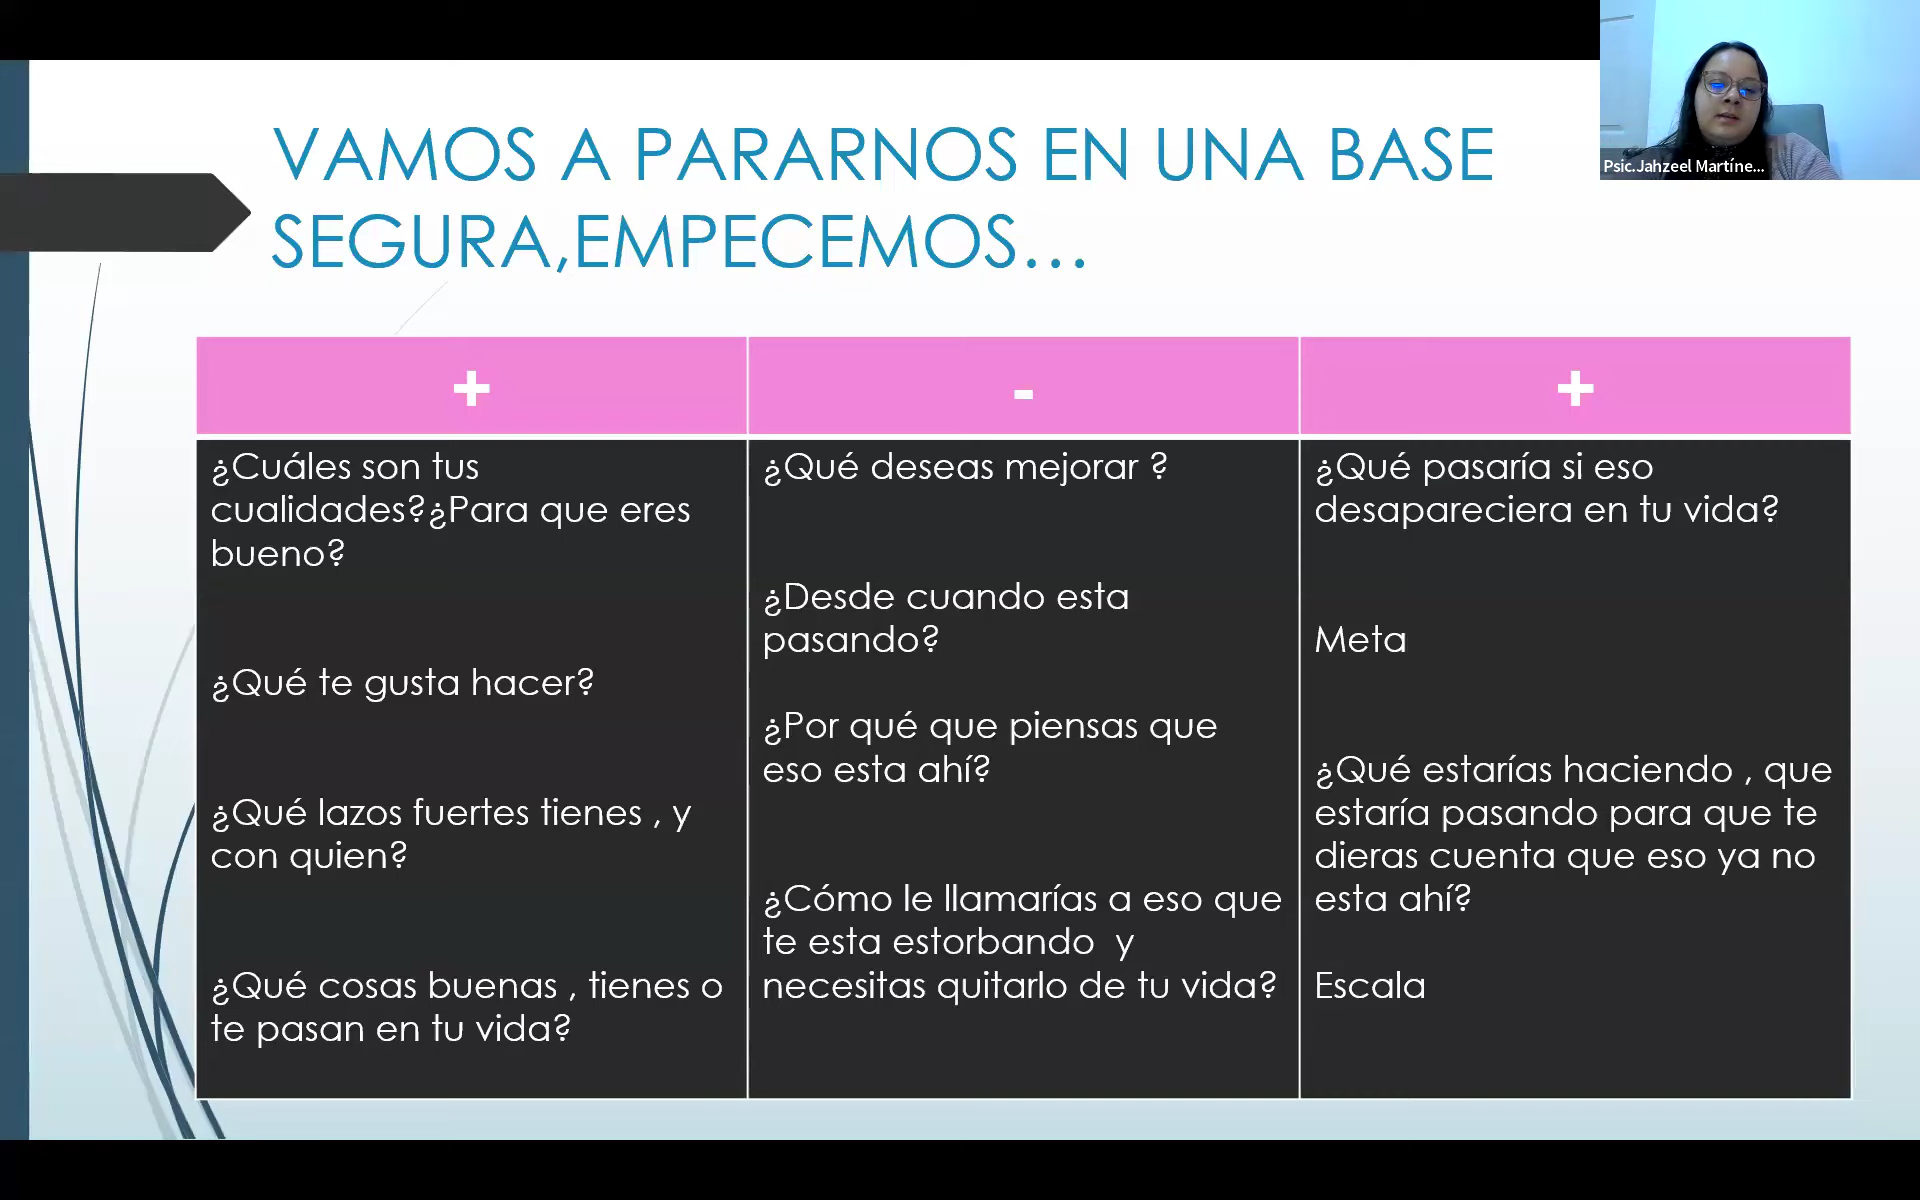 VAMOS A PARARNOS EN UNA BASE
SEGURA,EMPECEMOS...
Psic.Jahzeel Martíne...
+
-
+
¿Cuáles son tus
cualidades?¿Para que eres
bueno?
¿Qué te gusta hacer?
¿Qué lazos fuertes tienes , y
con quien?
¿Qué cosas buenas , tienes o
te pasan en tu vida?
¿Qué deseas mejorar ?
¿Desde cuando esta
pasando?
¿Por qué que piensas que
eso esta ahí?
¿Cómo le llamarías a eso que
te esta estorbando  y
necesitas quitarlo de tu vida?
¿Qué pasaría si eso
desapareciera en tu vida?
Meta
¿Qué estarías haciendo , que
estaría pasando para que te
dieras cuenta que eso ya no
esta ahí?
Escala